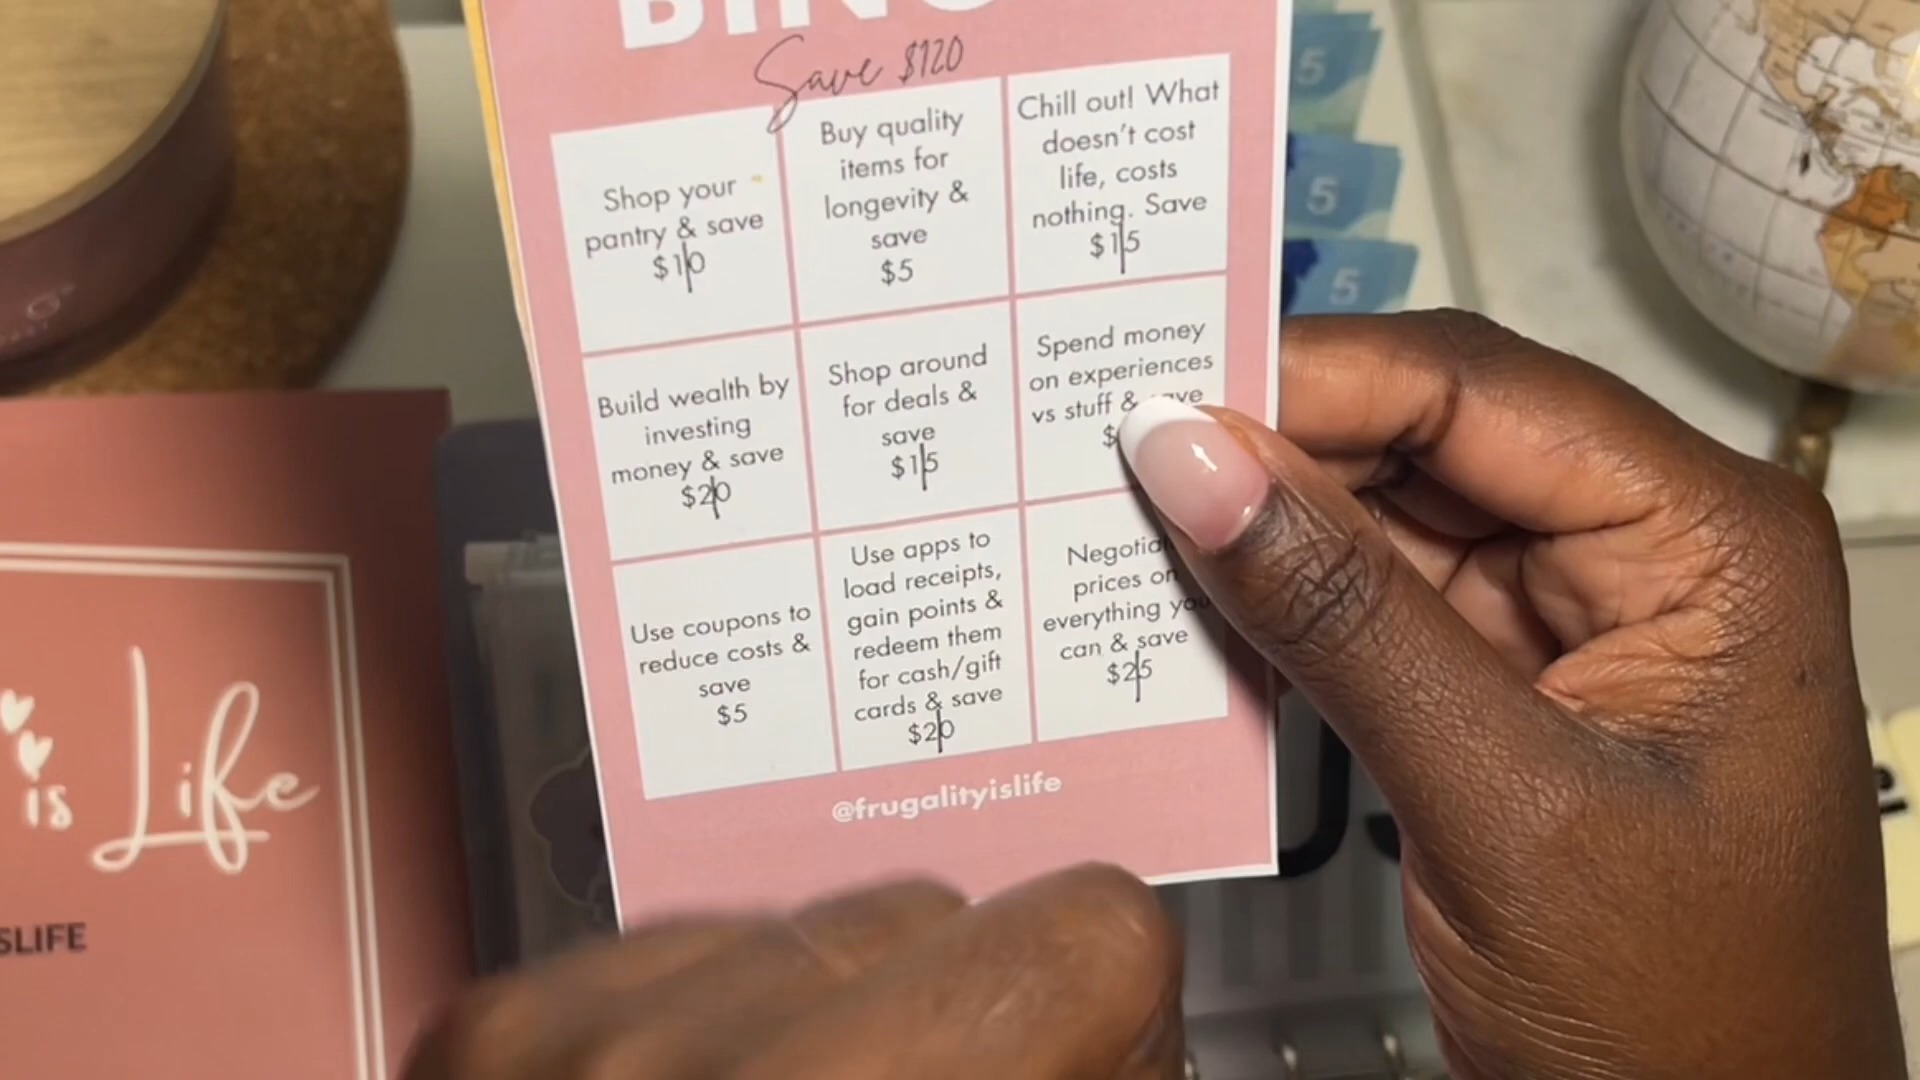 BINGO
Save $120
Shop your
pantry & save
$10
Buy quality
items for
longevity &
save
$5
Chill out! What
doesn't cost
life, costs
nothing. Save
$15
Build wealth by
investing
money & save
$20
Shop around
for deals &
save
$15
Spend money
on experiences
vs stuff &
$
Use coupons to
reduce costs &
save
$5
Use apps to
load receipts,
gain points &
redeem them
for cash/gift
cards & save
$20
prices on
everything you
can & save
$25
@frugalityislife
is Life
SLIFE
5
5
5